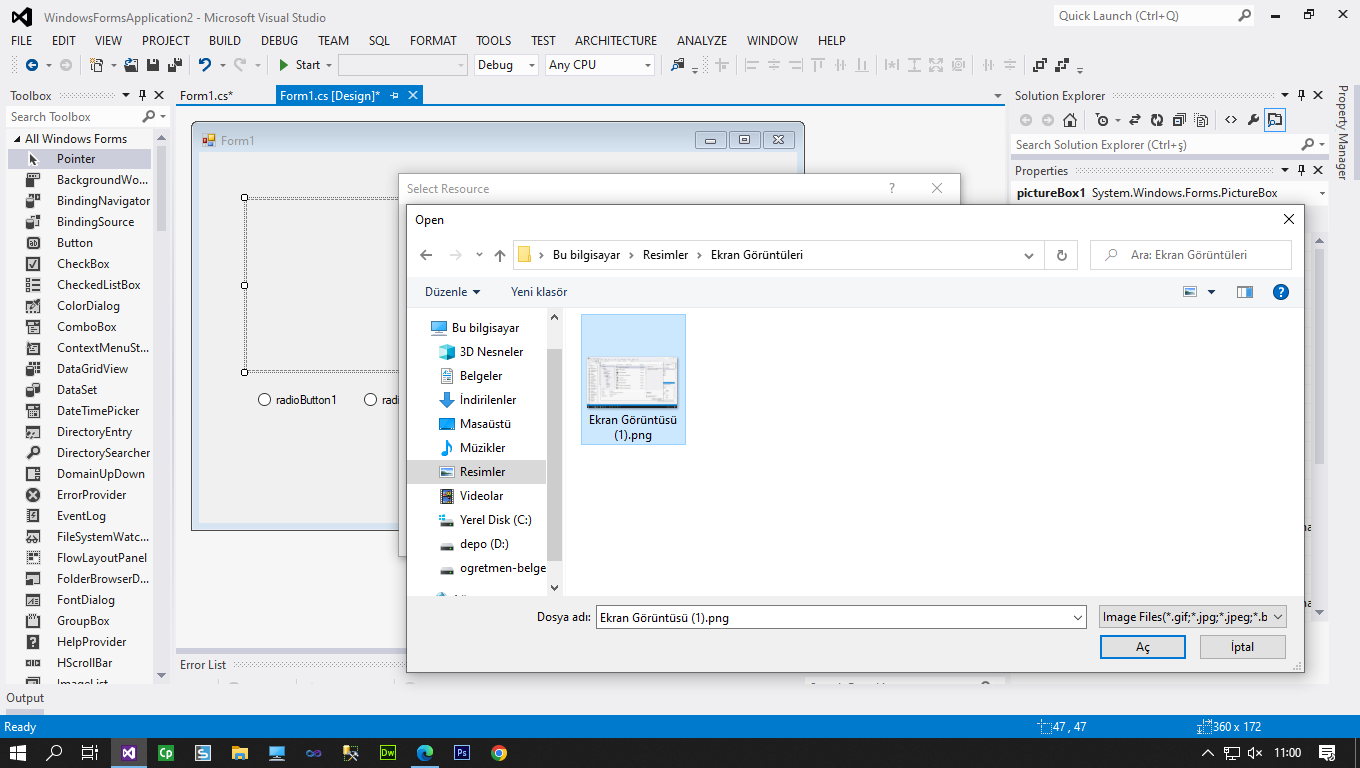 WindowsFormsApplication2 - Microsoft Visual Studio
Quick Launch (Ctrl+Q)
FILE EDIT VIEW PROJECT BUILD DEBUG TEAM SQL FORMAT TOOLS TEST ARCHITECTURE ANALYZE WINDOW HELP
Start Debug Any CPU
Toolbox
Search Toolbox
All Windows Forms
Pointer
BackgroundWo...
BindingNavigator
BindingSource
Button
CheckBox
CheckedListBox
ColorDialog
ComboBox
ContextMenuSt...
DataGridView
DataSet
DateTimePicker
DirectoryEntry
DirectorySearcher
DomainUpDown
ErrorProvider
EventLog
FileSystemWatc...
FlowLayoutPanel
FolderBrowserD...
FontDialog
GroupBox
HelpProvider
HScrollBar
ImageList
Form1.cs*
Form1.cs [Design]*
Form1
radioButton1
radi
Select Resource
?
Open
Bu bilgisayar
Resimler
Ekran Görüntüleri
Ara: Ekran Görüntüleri
Düzenle
Yeni klasör
Bu bilgisayar
3D Nesneler
Belgeler
İndirilenler
Masaüstü
Müzikler
Resimler
Videolar
Yerel Disk (C:)
depo (D:)
ogretmen-belge
Ekran Görüntüsü
(1).png
Dosya adı:
Ekran Görüntüsü (1).png
Image Files(*.gif;*.jpg;*.jpeg;*.b
Aç
İptal
Solution Explorer
Search Solution Explorer (Ctrl+ş)
Properties
pictureBox1 System.Windows.Forms.PictureBox
Property Manager
Error List
Output
Ready
47 , 47
360 x 172
Cp
S
Dw
Ps
11:00